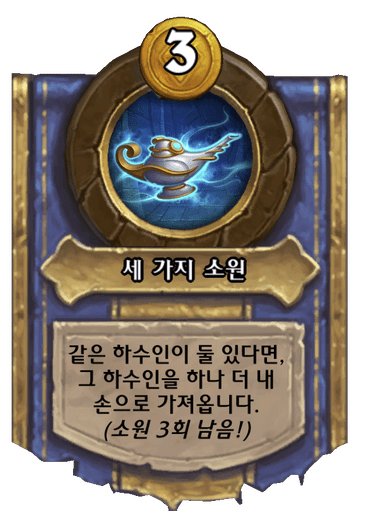 3
세 가지 소원
같은 하수인이 둘 있다면,
그 하수인을 하나 더 내
손으로 가져옵니다.
(소원 3회 남음!)